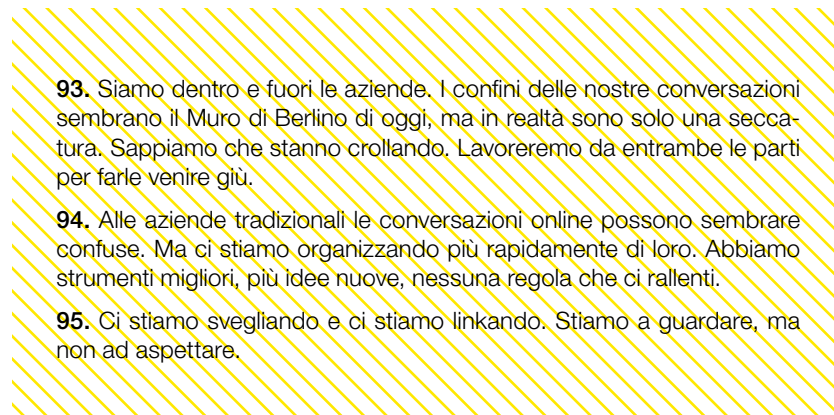 93. Siamo dentro e fuori le aziende. I confini delle nostre conversazioni
sembrano il Muro di Berlino di oggi, ma in realtà sono solo una secca-
tura. Sappiamo che stanno crollando. Lavoreremo da entrambe le parti
per farle venire giù.
94. Alle aziende tradizionali le conversazioni online possono sembrare
confuse. Ma ci stiamo organizzando più rapidamente di loro. Abbiamo
strumenti migliori, più idee nuove, nessuna regola che ci rallenti.
95. Ci stiamo svegliando e ci stiamo linkando. Stiamo a guardare, ma
non ad aspettare.